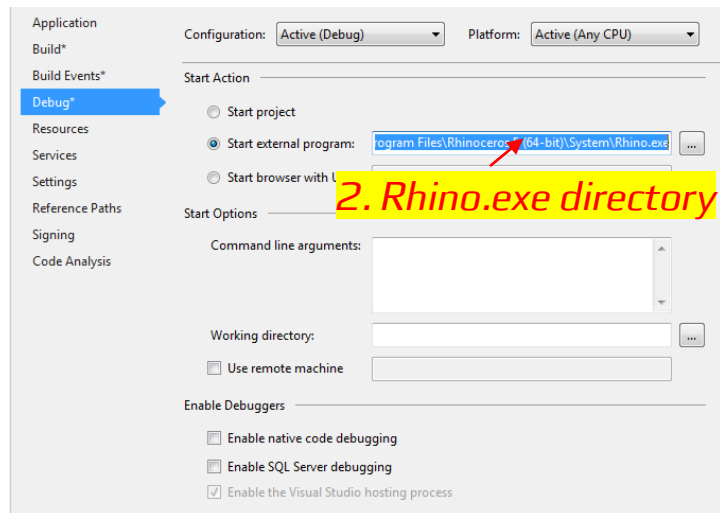 Application
Build*
Build Events*
Debug*
Resources
Services
Settings
Reference Paths
Signing
Code Analysis
Configuration: Active (Debug) Platform: Active (Any CPU)
Start Action
Start project
Start external program: rogram Files\Rhinoceros 5 (64-bit)\System\Rhino.exe ...
Start browser with U
2. Rhino.exe directory
Start Options
Command line arguments:
Working directory: ...
Use remote machine
Enable Debuggers
Enable native code debugging
Enable SQL Server debugging
Enable the Visual Studio hosting process